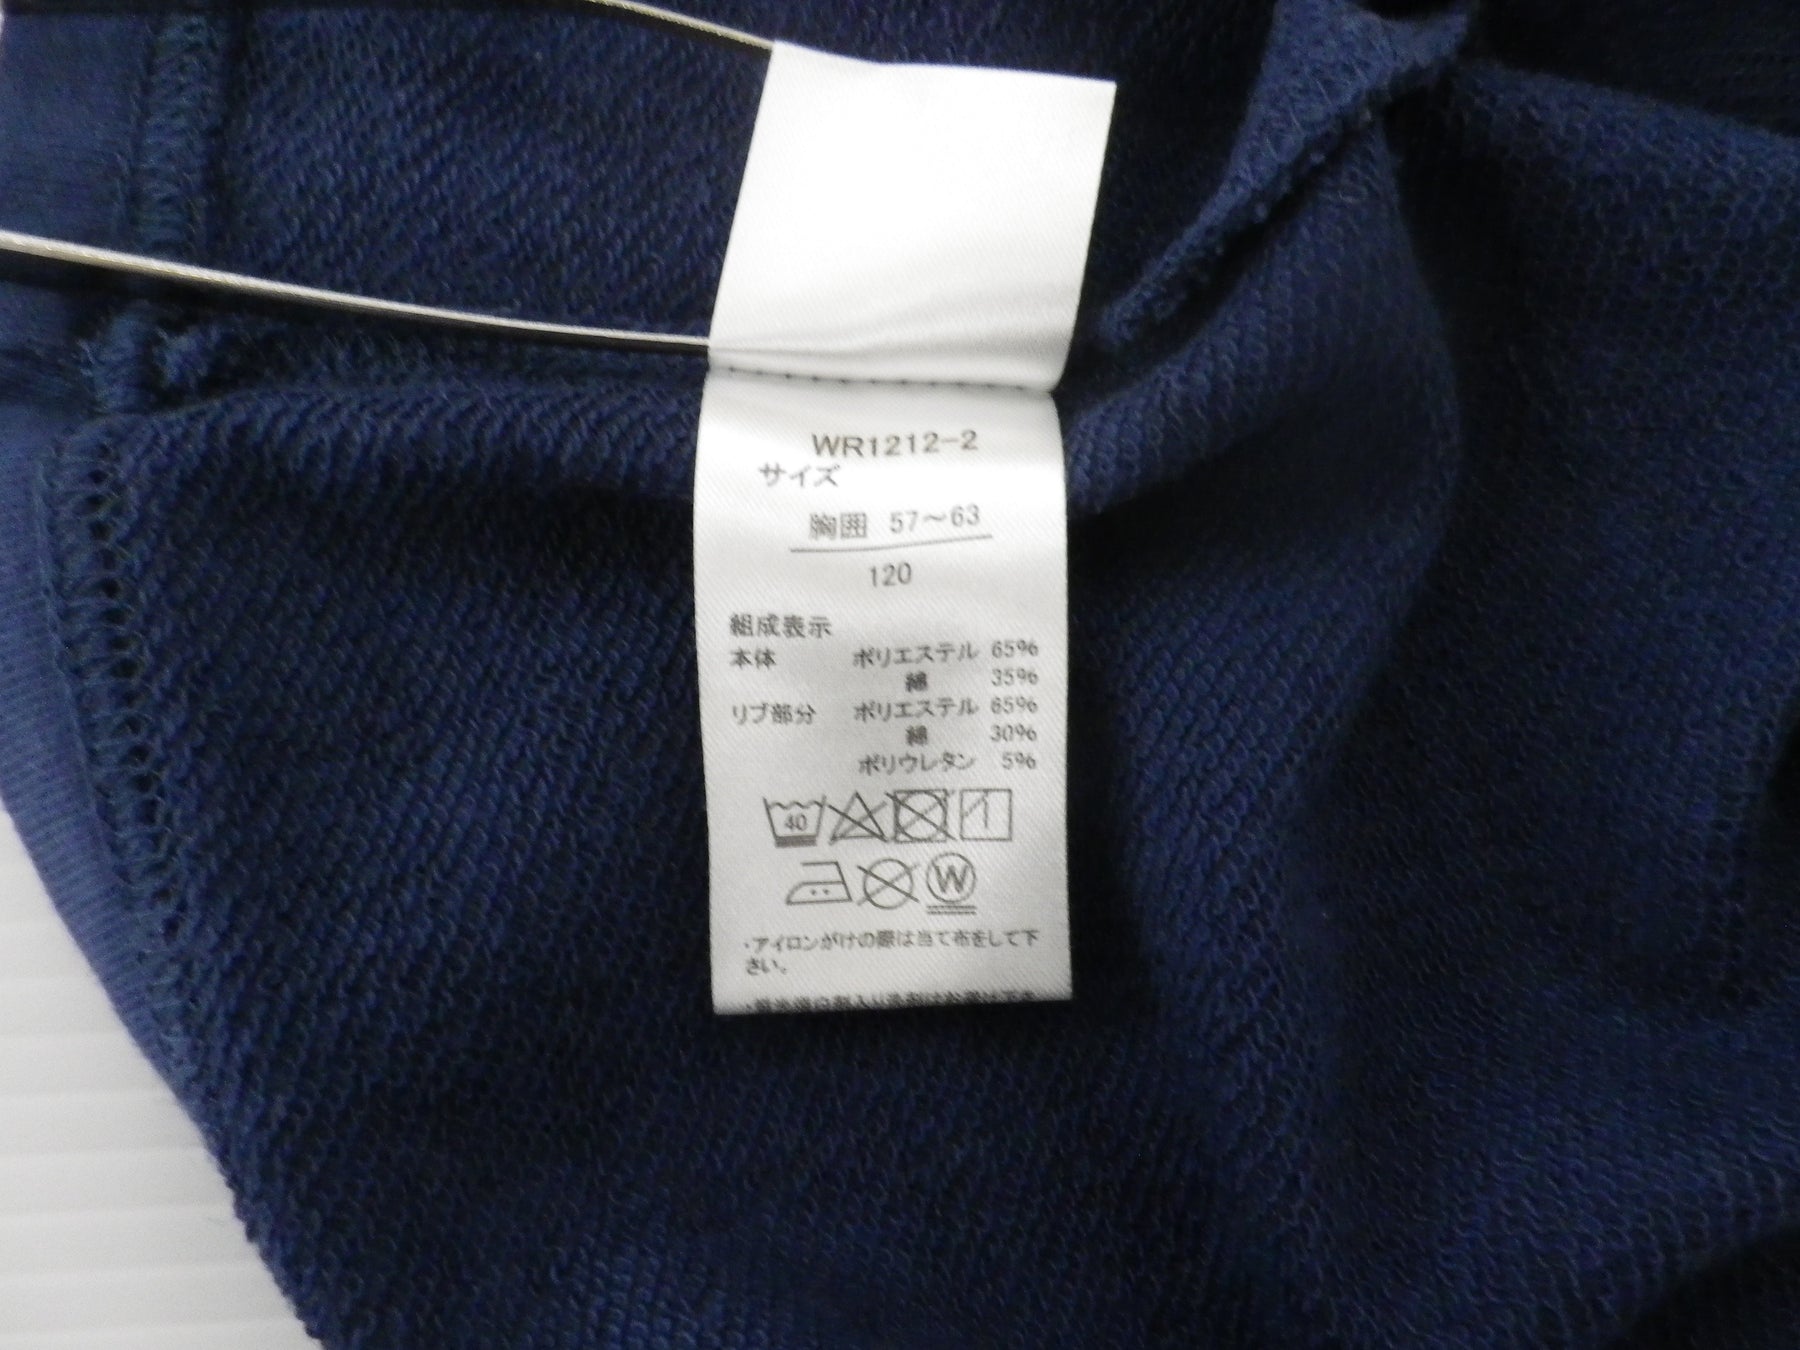 WR1212-2
サイズ
胸囲 57～63
120
組成表示
本体 ポリエステル 65%
綿 35%
リブ部分 ポリエステル 65%
綿 30%
ポリウレタン 5%
40
W
・アイロンがけの際は当て布をして下
さい。